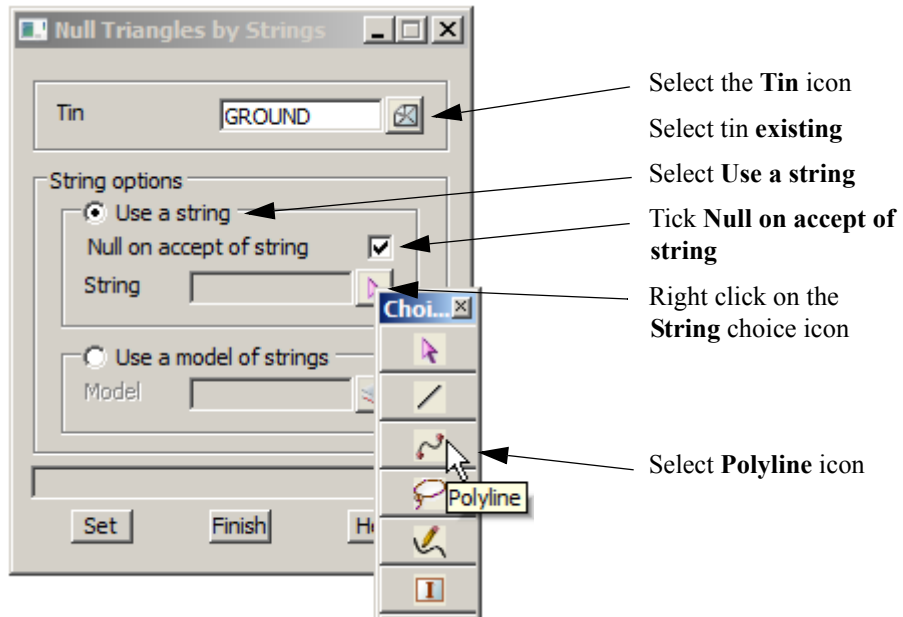 Null Triangles by Strings
Tin
GROUND
String options
Use a string
Null on accept of string
String
Use a model of strings
Model
Set
Finish
Choi...
Polyline
Select the Tin icon
Select tin existing
Select Use a string
Tick Null on accept of
string
Right click on the
String choice icon
Select Polyline icon